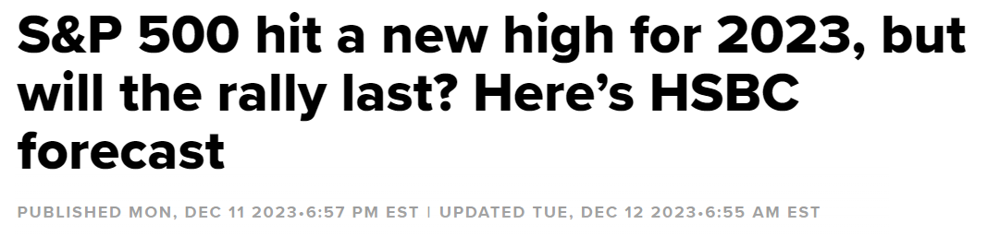 S&P 500 hit a new high for 2023, but
will the rally last? Here’s HSBC
forecast
PUBLISHED MON, DEC 11 2023•6:57 PM EST | UPDATED TUE, DEC 12 2023•6:55 AM EST